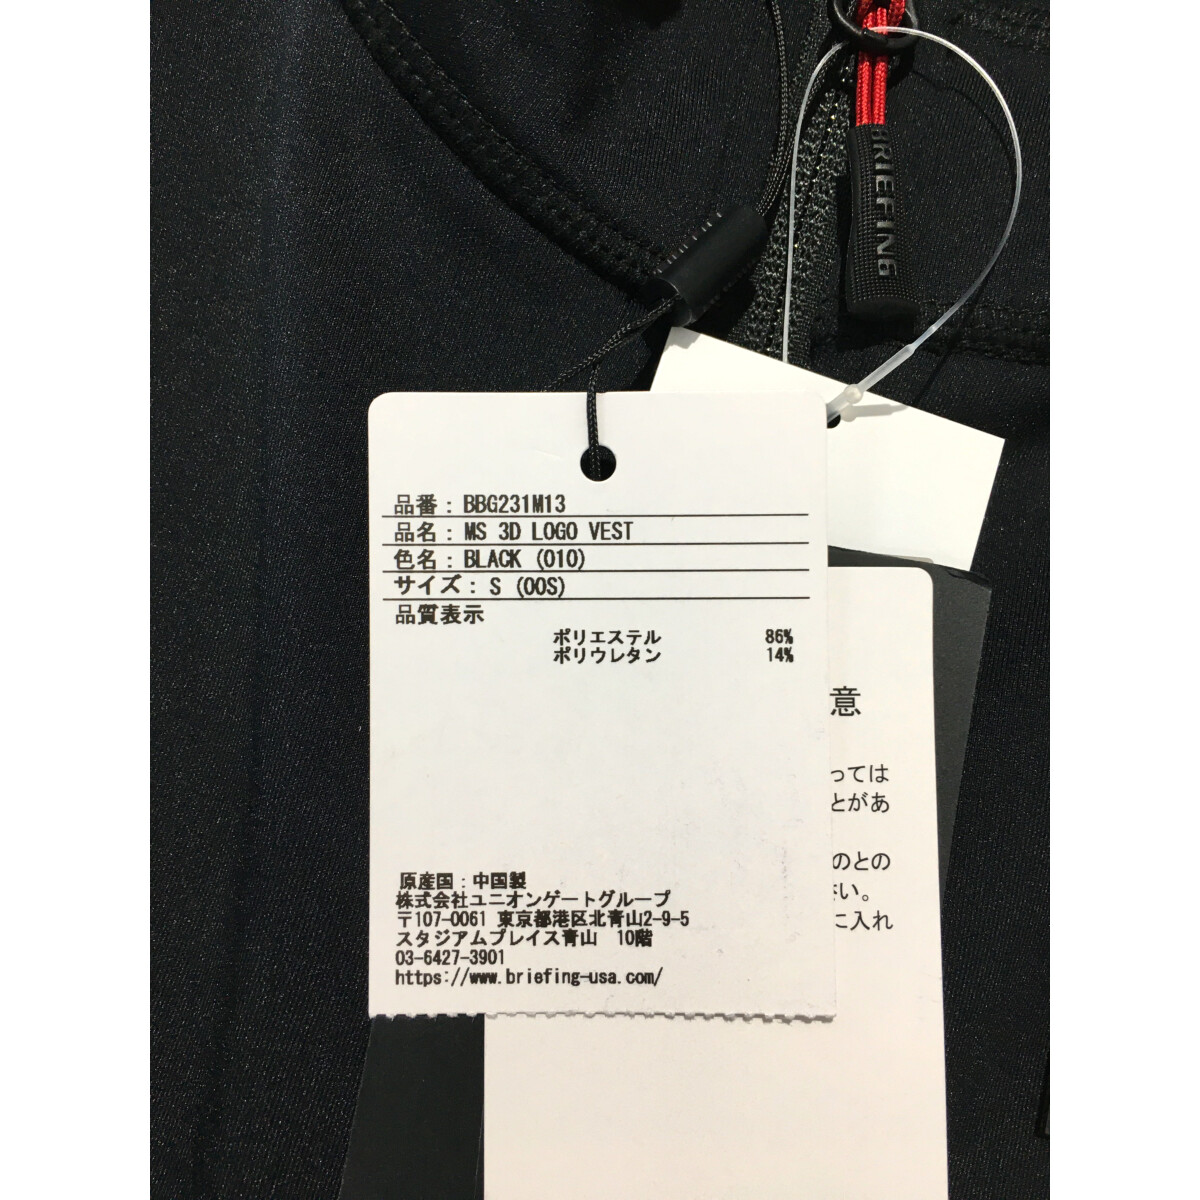 BRIEFING
品番 : BBG231M13
品名 : MS 3D LOGO VEST
色名 : BLACK (010)
サイズ : S (00S)
品質表示
ポリエステル 86%
ポリウレタン 14%
原産国 : 中国製
株式会社ユニオンゲートグループ
〒107-0061 東京都港区北青山2-9-5
スタジアムプレイス青山 10階
03-6427-3901
https://www.briefing-usa.com/
意
っては
とがあ
のとの
さい。
に入れ